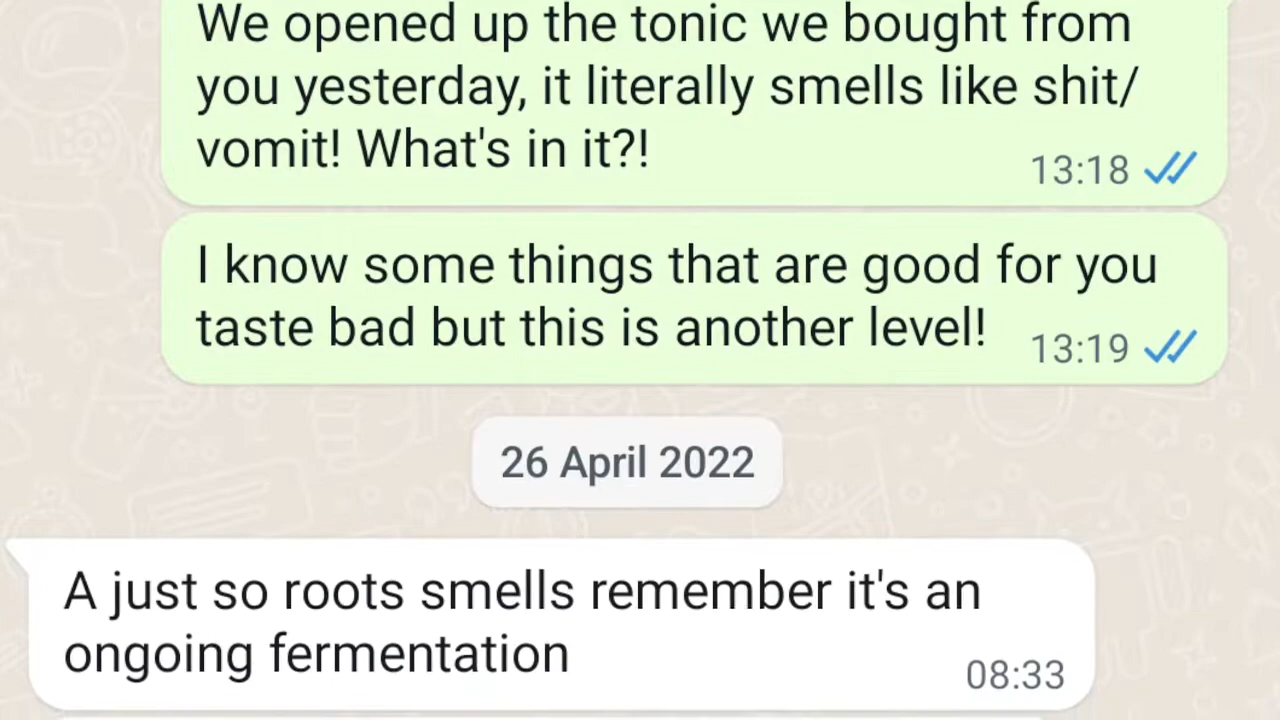 We opened up the tonic we bought from
you yesterday, it literally smells like shit/
vomit! What's in it?!
13:18
I know some things that are good for you
taste bad but this is another level!
13:19
26 April 2022
A just so roots smells remember it's an
ongoing fermentation
08:33